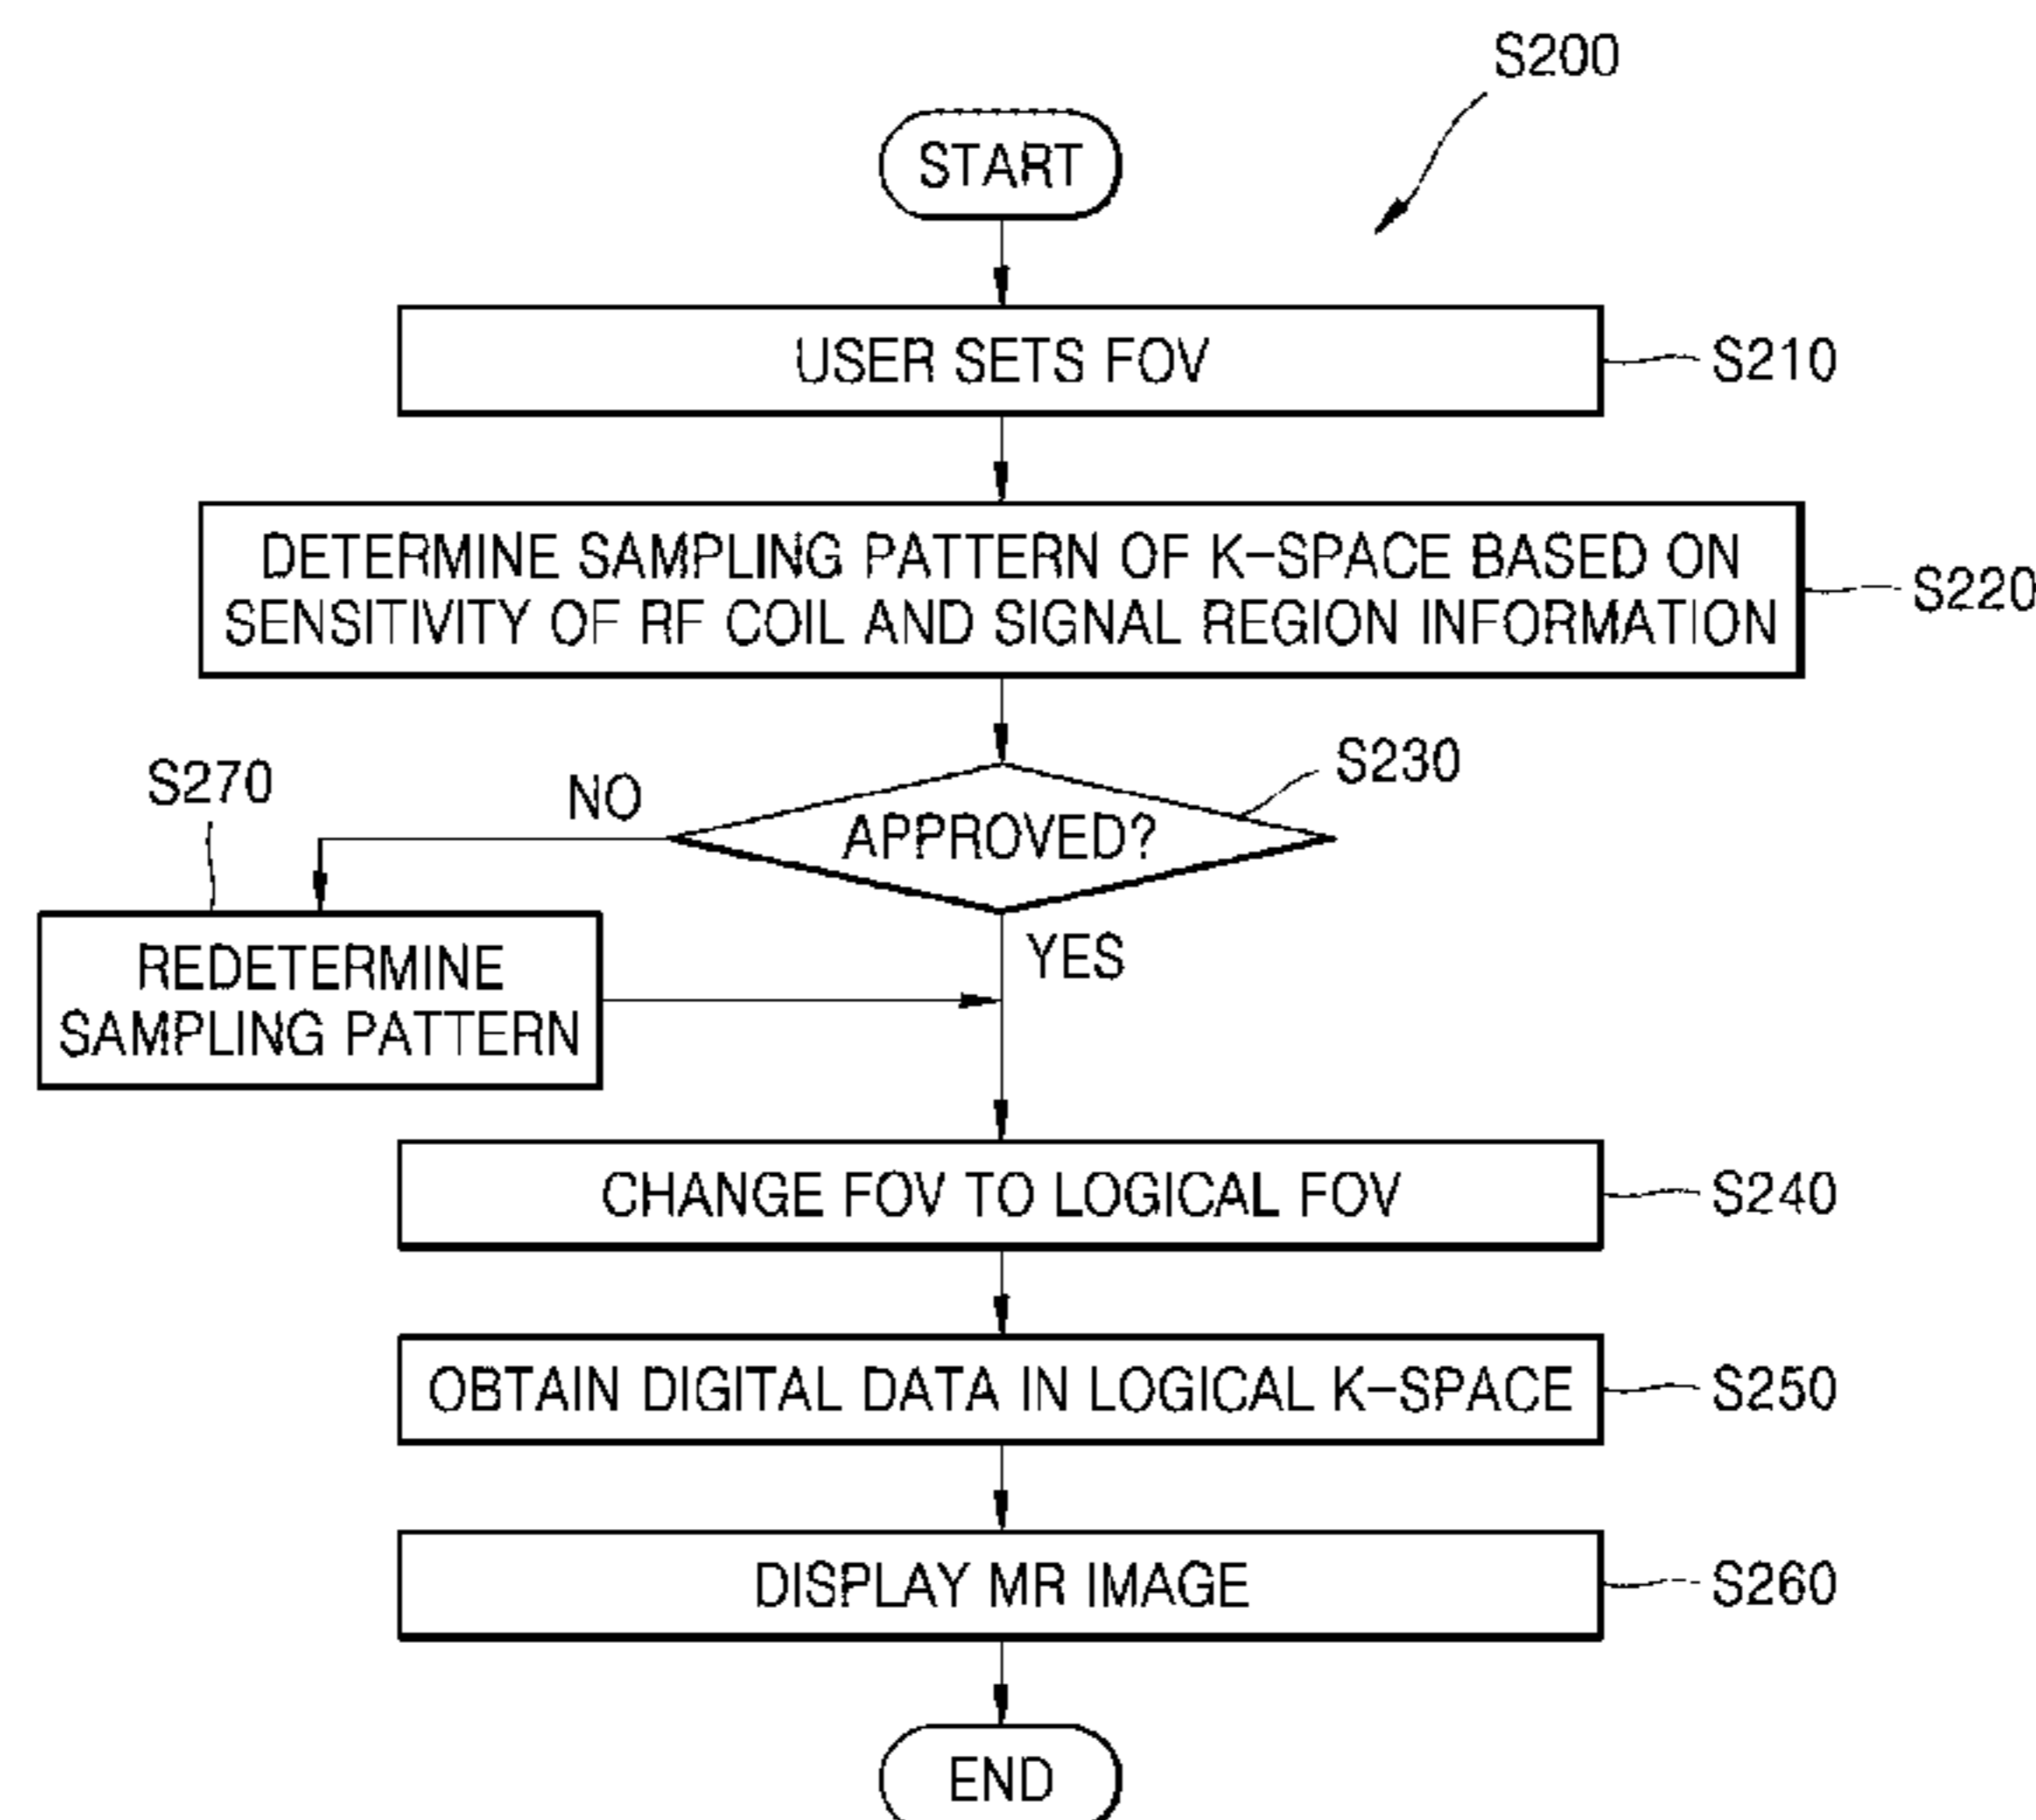 S200
START
USER SETS FOV
S210
DETERMINE SAMPLING PATTERN OF K-SPACE BASED ON
SENSITIVITY OF RF COIL AND SIGNAL REGION INFORMATION
S220
S230
S270
NO
APPROVED?
YES
REDETERMINE
SAMPLING PATTERN
CHANGE FOV TO LOGICAL FOV
S240
OBTAIN DIGITAL DATA IN LOGICAL K-SPACE
S250
DISPLAY MR IMAGE
S260
END